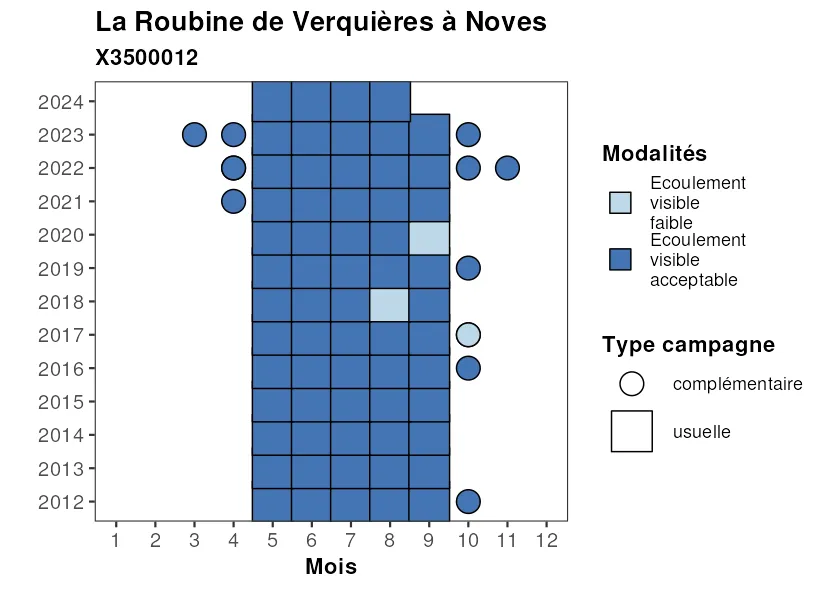 La Roubine de Verquières à Noves
X3500012
2024
2023
2022
2021
2020
2019
2018
2017
2016
2015
2014
2013
2012
1 2 3 4 5 6 7 8 9 10 11 12
Mois
Modalités
Ecoulement
visible
faible
Ecoulement
visible
acceptable
Type campagne
complémentaire
usuelle